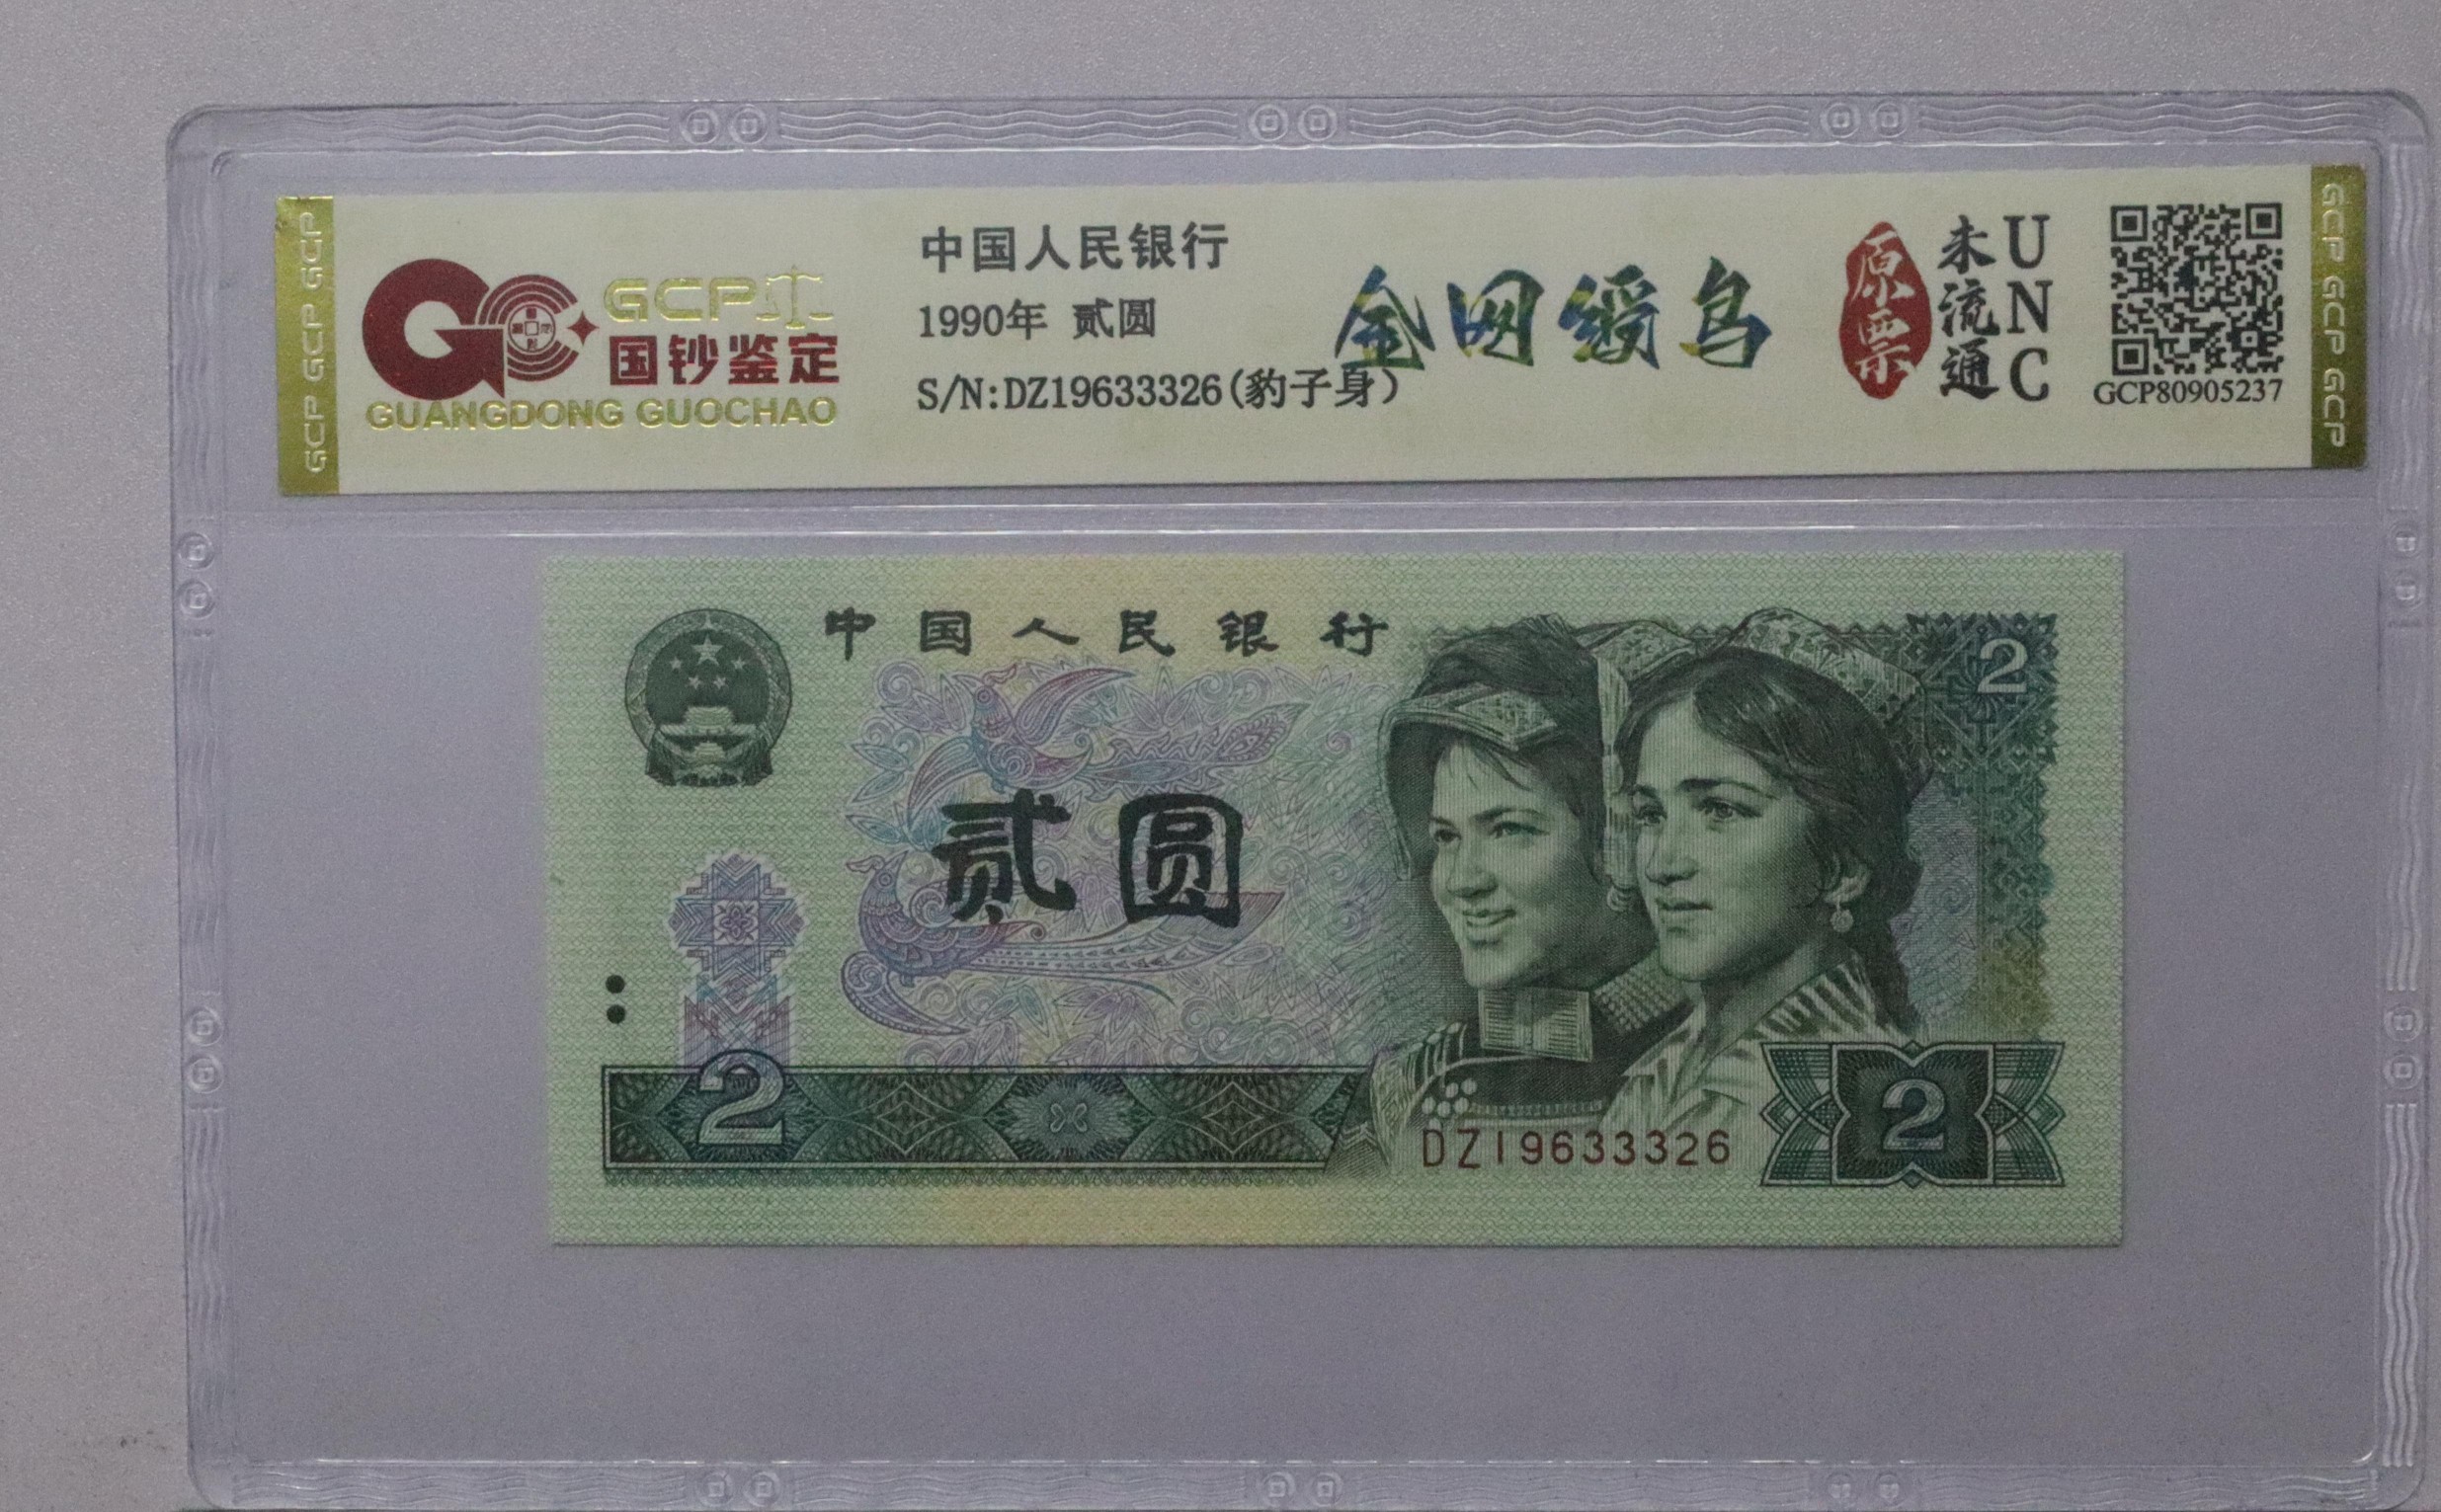 GCP GCP GCP
GCP
国钞鉴定
GUANGDONG GUOCHAO
中国人民银行
1990年 贰圆
S/N:DZ19633326(豹子身)
金网绶鸟
原票
未流通
UNC
GCP80905237
GCP GCP GCP
中国人民银行
2
贰圆
2
DZ19633326
2